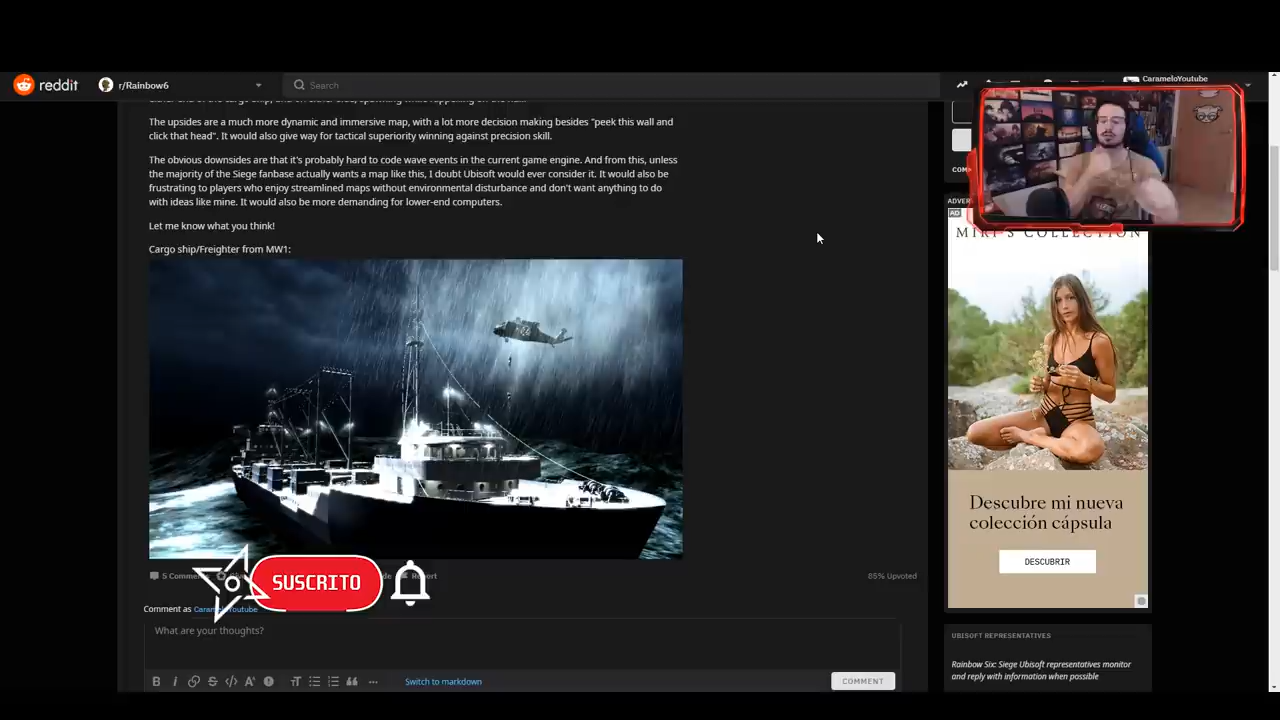 reddit
r/Rainbow6
Search
CarameloYoutube
The upsides are a much more dynamic and immersive map, with a lot more decision making besides "peek this wall and
click that head". It would also give way for tactical superiority winning against precision skill.
The obvious downsides are that it's probably hard to code wave events in the current game engine. And from this, unless
the majority of the Siege fanbase actually wants a map like this, I doubt Ubisoft would ever consider it. It would also be
frustrating to players who enjoy streamlined maps without environmental disturbance and don't want anything to do
with ideas like mine. It would also be more demanding for lower-end computers.
Let me know what you think!
Cargo ship/Freighter from MW1:
AD
MIRI'S COLLECTION
Descubre mi nueva
colección cápsula
DESCUBRIR
5
Report
85% Upvoted
SUSCRITO
Comment as
What are your thoughts?
Switch to markdown
COMMENT
UBISOFT REPRESENTATIVES
Rainbow Six: Siege Ubisoft representatives monitor
and reply with information when possible